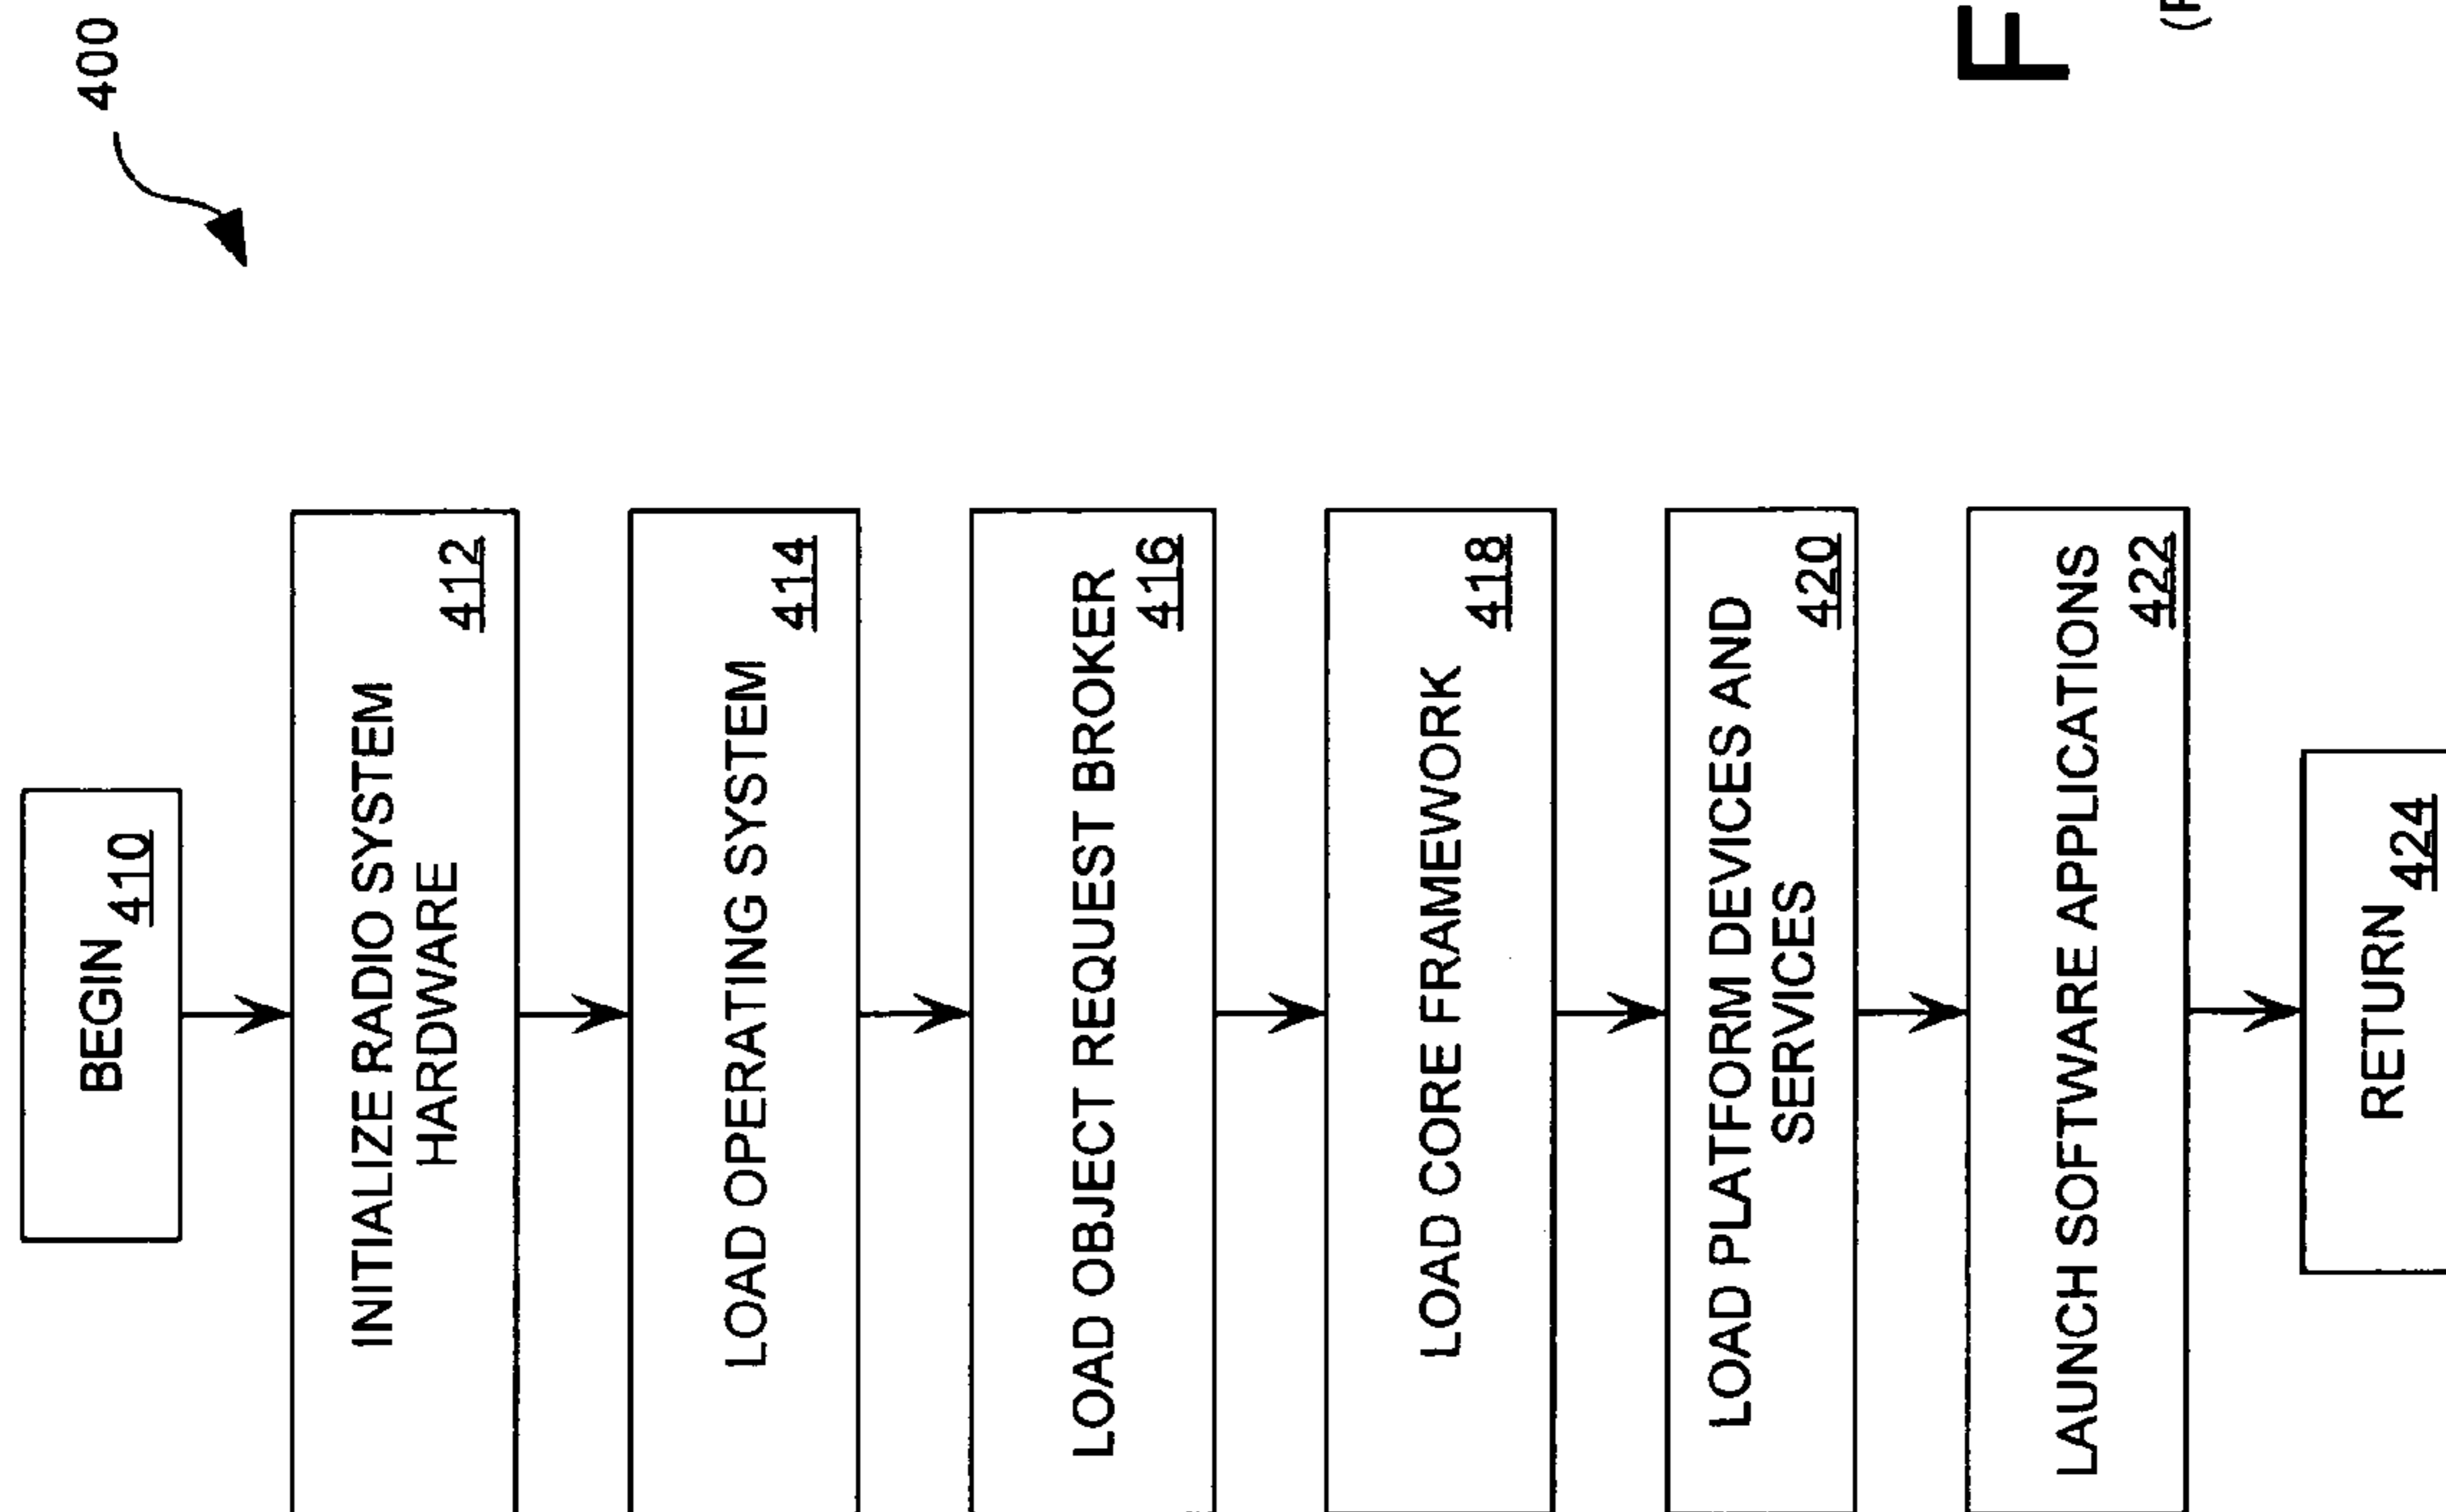 400
BEGIN
410
INITIALIZE RADIO SYSTEM
HARDWARE
412
LOAD OPERATING SYSTEM
414
LOAD OBJECT REQUEST BROKER
416
LOAD CORE FRAMEWORK
418
LOAD PLATFORM DEVICES AND
SERVICES
420
LAUNCH SOFTWARE APPLICATIONS
422
RETURN
424
F